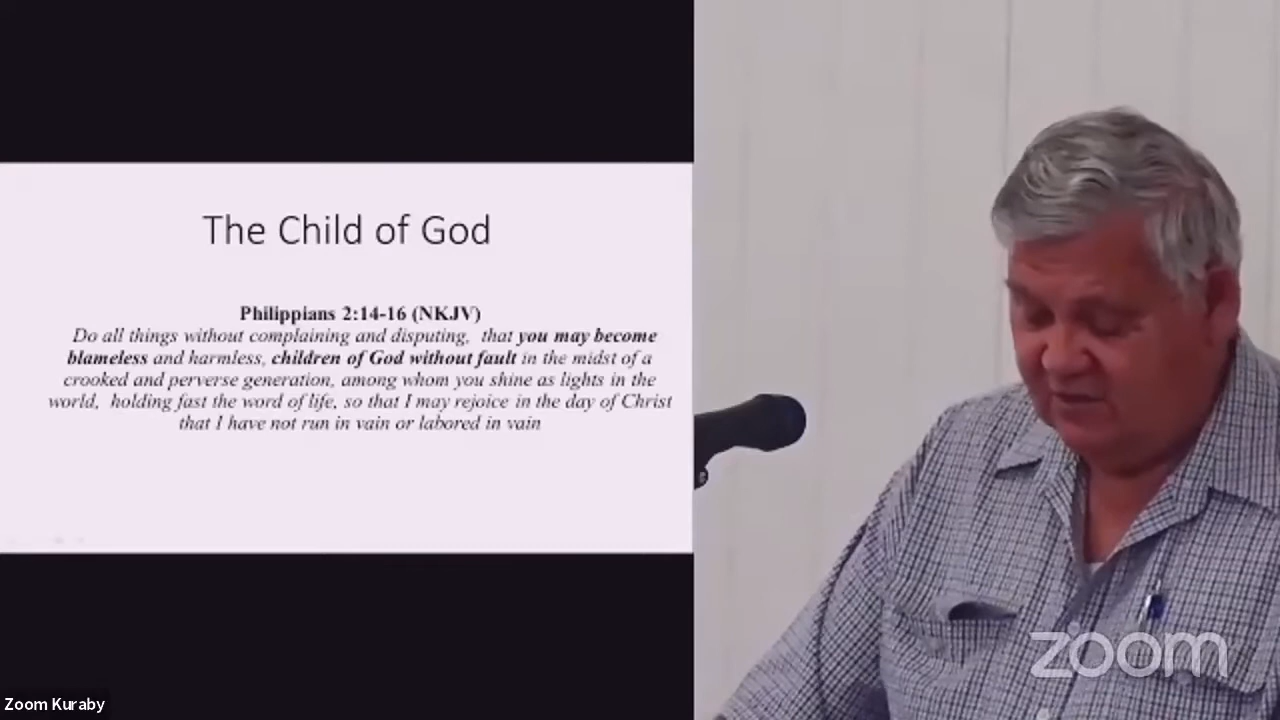 The Child of God
Philippians 2:14-16 (NKJV)
Do all things without complaining and disputing, that you may become
blameless and harmless, children of God without fault in the midst of a
crooked and perverse generation, among whom you shine as lights in the
world, holding fast the word of life, so that I may rejoice in the day of Christ
that I have not run in vain or labored in vain
zoom
Zoom Kuraby